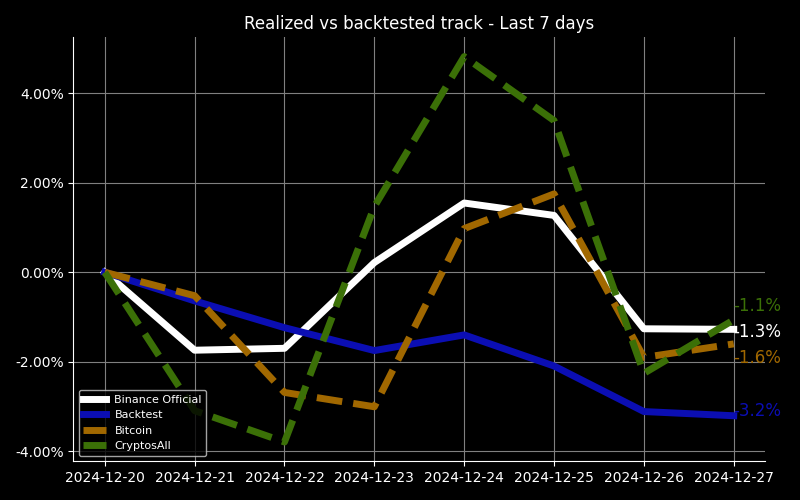 Realized vs backtested track - Last 7 days
4.00%
2.00%
0.00%
-2.00%
-4.00%
-1.1%
-1.3%
-1.6%
-3.2%
Binance Official
Backtest
Bitcoin
CryptosAll
2024-12-20 2024-12-21 2024-12-22 2024-12-23 2024-12-24 2024-12-25 2024-12-26 2024-12-27